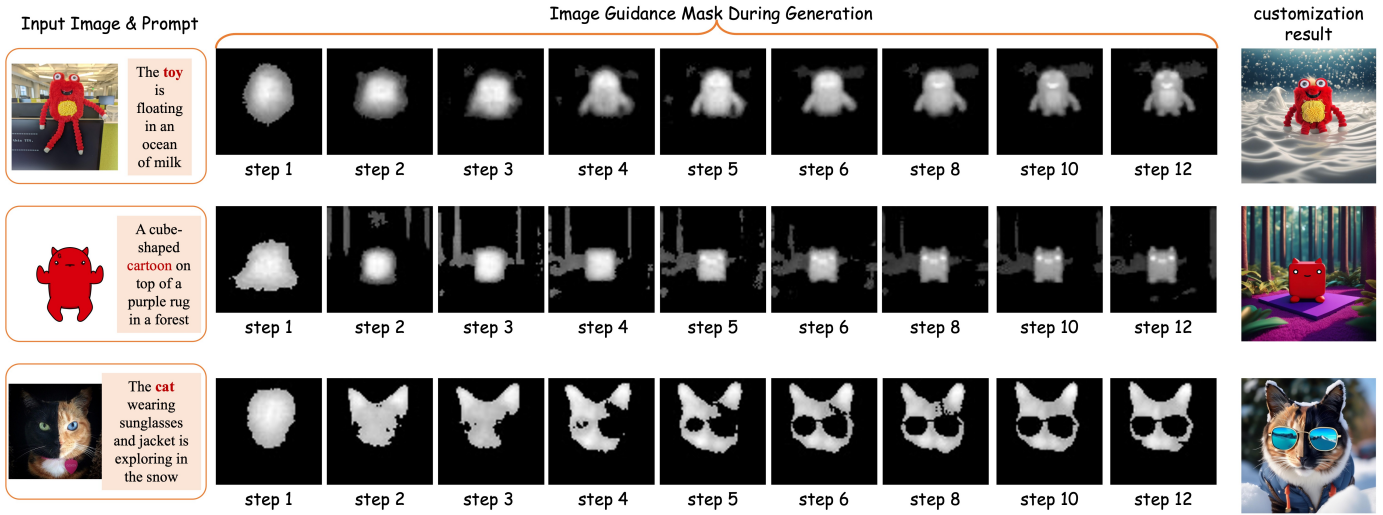 Input Image & Prompt
Image Guidance Mask During Generation
customization
result
The toy
is
floating
in an
ocean
of milk
step 1
step 2
step 3
step 4
step 5
step 6
step 8
step 10
step 12
A cube-
shaped
cartoon on
top of a
purple rug
in a forest
step 1
step 2
step 3
step 4
step 5
step 6
step 8
step 10
step 12
The cat
wearing
sunglasses
and jacket is
exploring in
the snow
step 1
step 2
step 3
step 4
step 5
step 6
step 8
step 10
step 12